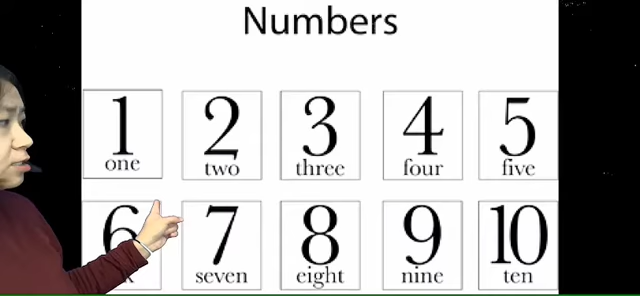 Numbers
1 2 3 4 5
one two three four five
6 7 8 9 10
seven eight nine ten